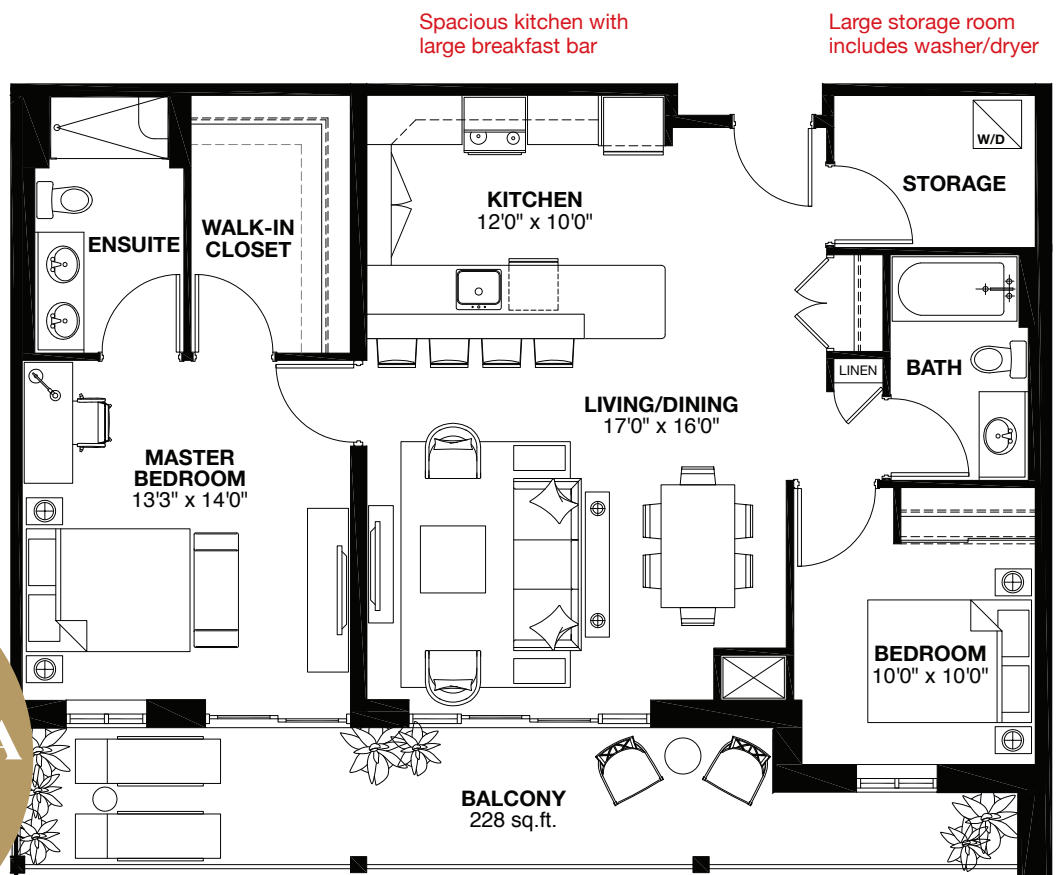 Spacious kitchen with
large breakfast bar
Large storage room
includes washer/dryer
W/D
STORAGE
KITCHEN
12'0" x 10'0"
WALK-IN
CLOSET
ENSUITE
LINEN
BATH
LIVING/DINING
17'0" x 16'0"
MASTER
BEDROOM
13'3" x 14'0"
BEDROOM
10'0" x 10'0"
A
BALCONY
228 sq.ft.